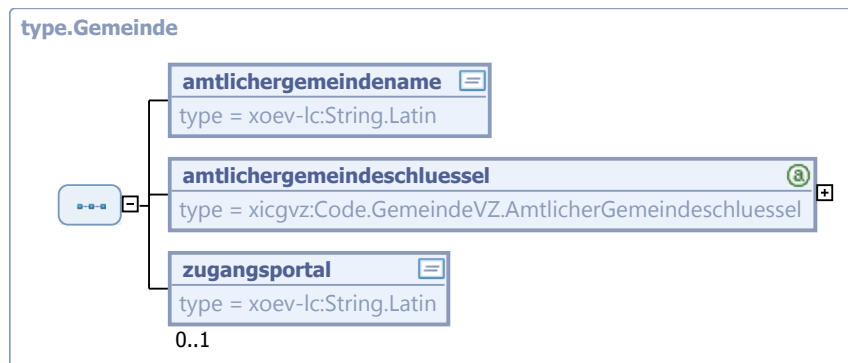 type.Gemeinde
amtlichergemeindename
type = xoev-lc:String.Latin
amtlichergemeindeschluessel
type = xicgvz:Code.GemeindeVZ.AmtlicherGemeindeschluessel
zugangsportal
type = xoev-lc:String.Latin
0..1